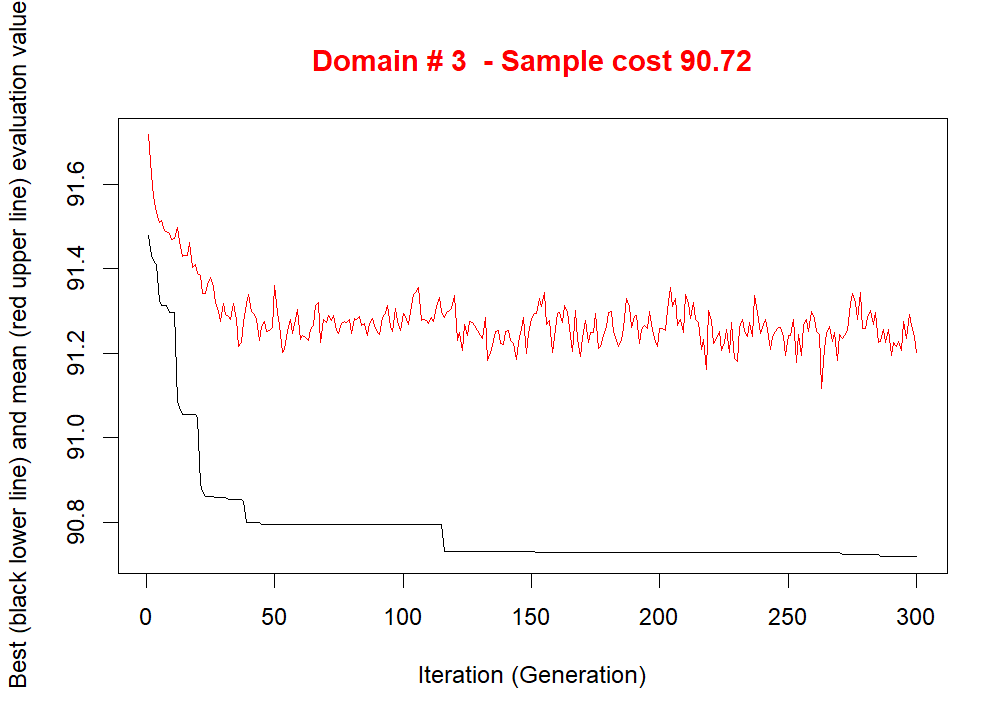 Domain # 3 - Sample cost 90.72
Best (black lower line) and mean (red upper line) evaluation value
91.6
91.4
91.2
91.0
90.8
0 50 100 150 200 250 300
Iteration (Generation)